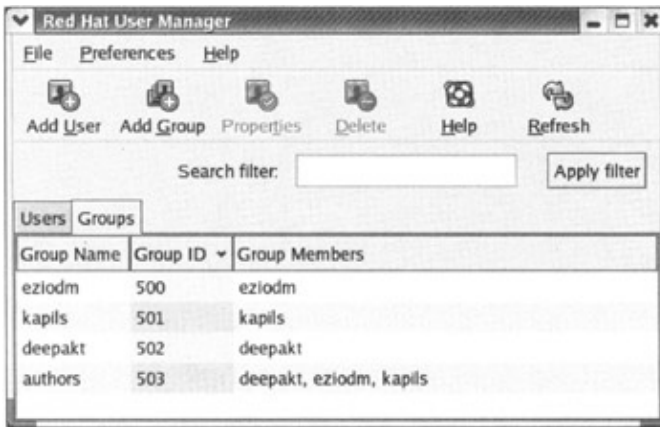 Red Hat User Manager
File Preferences Help
Add User Add Group Properties Delete Help Refresh
Search filter: Apply filter
Users Groups
Group Name Group ID Group Members
eziodm 500 eziodm
kapils 501 kapils
deepakt 502 deepakt
authors 503 deepakt, eziodm, kapils